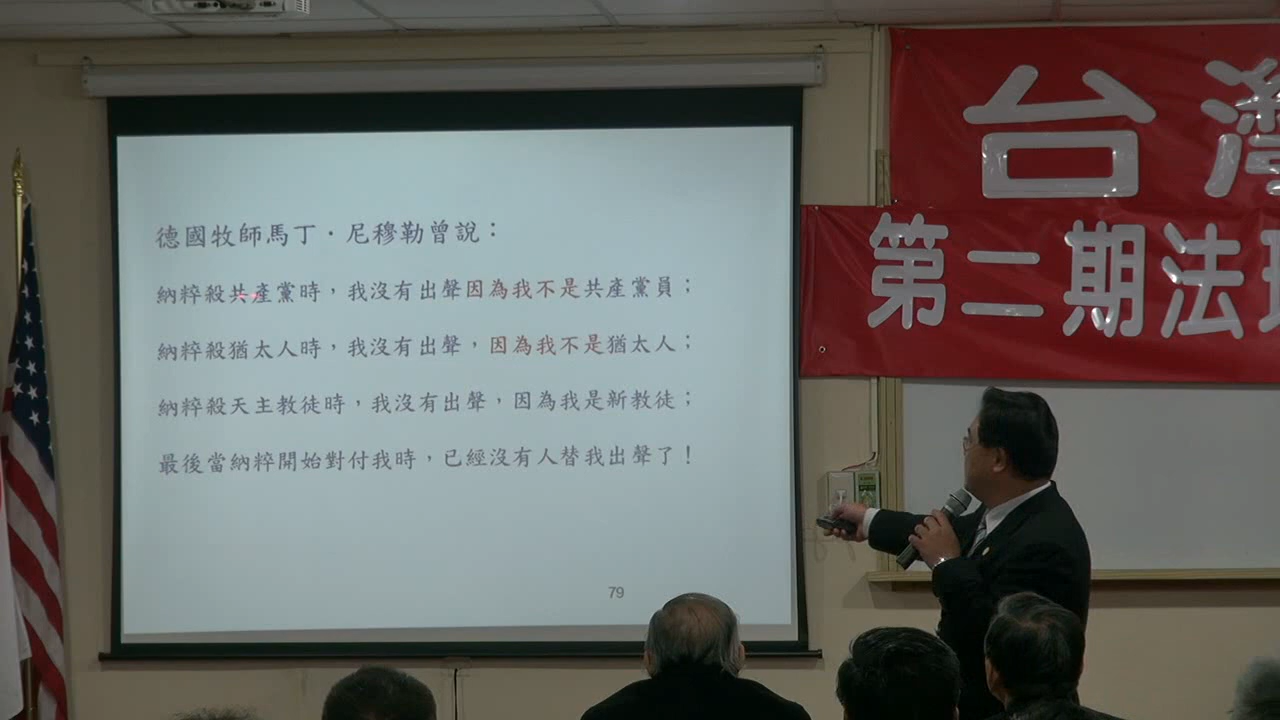 德國牧師馬丁．尼穆勒曾說：
納粹殺共產黨時，我沒有出聲因為我不是共產黨員；
納粹殺猶太人時，我沒有出聲，因為我不是猶太人；
納粹殺天主教徒時，我沒有出聲，因為我是新教徒；
最後當納粹開始對付我時，已經沒有人替我出聲了！
79
台灣
第二期法理